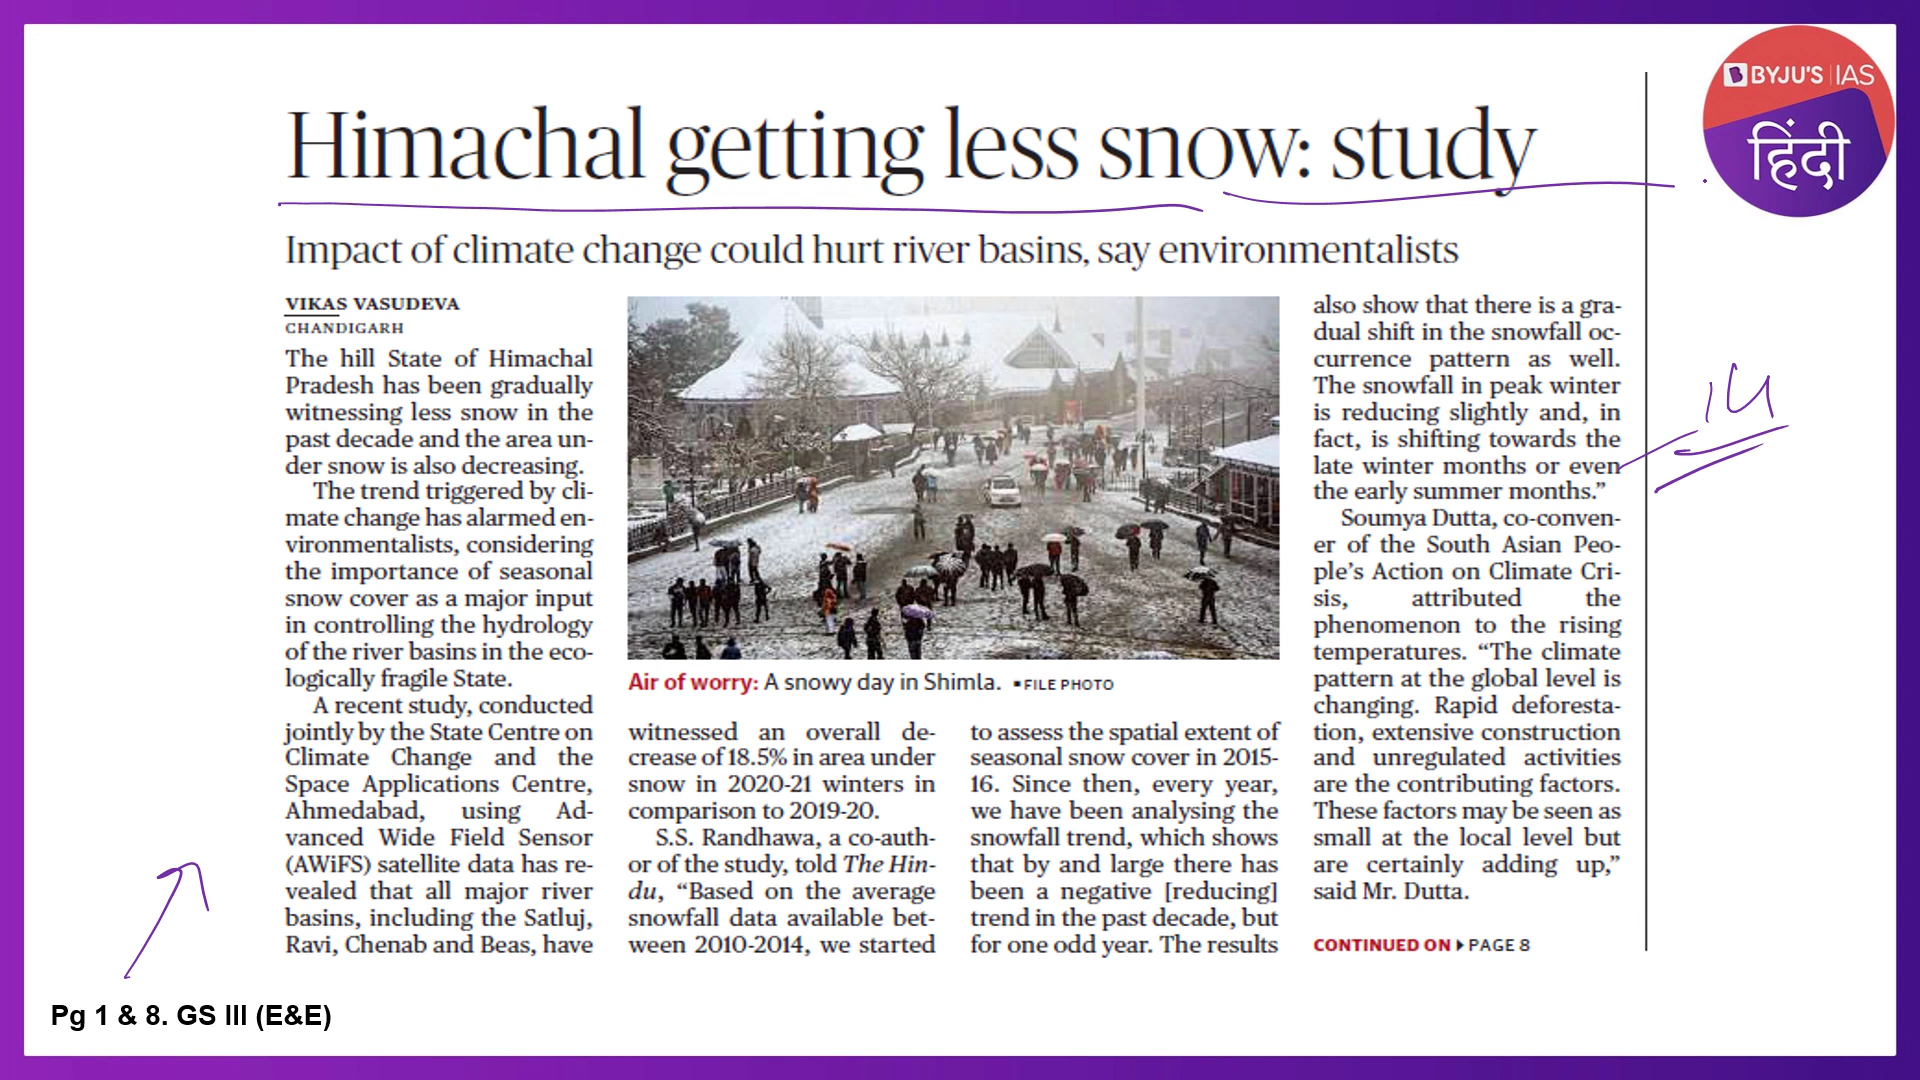 BYJU'S IAS
हिंदी
Himachal getting less snow: study
Impact of climate change could hurt river basins, say environmentalists
VIKAS VASUDEVA
CHANDIGARH
The hill State of Himachal
Pradesh has been gradually
witnessing less snow in the
past decade and the area un-
der snow is also decreasing.
The trend triggered by cli-
mate change has alarmed en-
vironmentalists, considering
the importance of seasonal
snow cover as a major input
in controlling the hydrology
of the river basins in the eco-
logically fragile State.
A recent study, conducted
jointly by the State Centre on
Climate Change and the
Space Applications Centre,
Ahmedabad, using Ad-
vanced Wide Field Sensor
(AWiFS) satellite data has re-
vealed that all major river
basins, including the Satluj,
Ravi, Chenab and Beas, have
Air of worry: A snowy day in Shimla. ▪FILE PHOTO
witnessed an overall de-
crease of 18.5% in area under
snow in 2020-21 winters in
comparison to 2019-20.
S.S. Randhawa, a co-auth-
or of the study, told The Hin-
du, “Based on the average
snowfall data available bet-
ween 2010-2014, we started
to assess the spatial extent of
seasonal snow cover in 2015-
16. Since then, every year,
we have been analysing the
snowfall trend, which shows
that by and large there has
been a negative [reducing]
trend in the past decade, but
for one odd year. The results
also show that there is a gra-
dual shift in the snowfall oc-
currence pattern as well.
The snowfall in peak winter
is reducing slightly and, in
fact, is shifting towards the
late winter months or even
the early summer months.”
Soumya Dutta, co-conven-
er of the South Asian Peo-
ple’s Action on Climate Cri-
sis, attributed the
phenomenon to the rising
temperatures. “The climate
pattern at the global level is
changing. Rapid deforesta-
tion, extensive construction
and unregulated activities
are the contributing factors.
These factors may be seen as
small at the local level but
are certainly adding up,”
said Mr. Dutta.
CONTINUED ON ▸ PAGE 8
Pg 1 & 8. GS III (E&E)